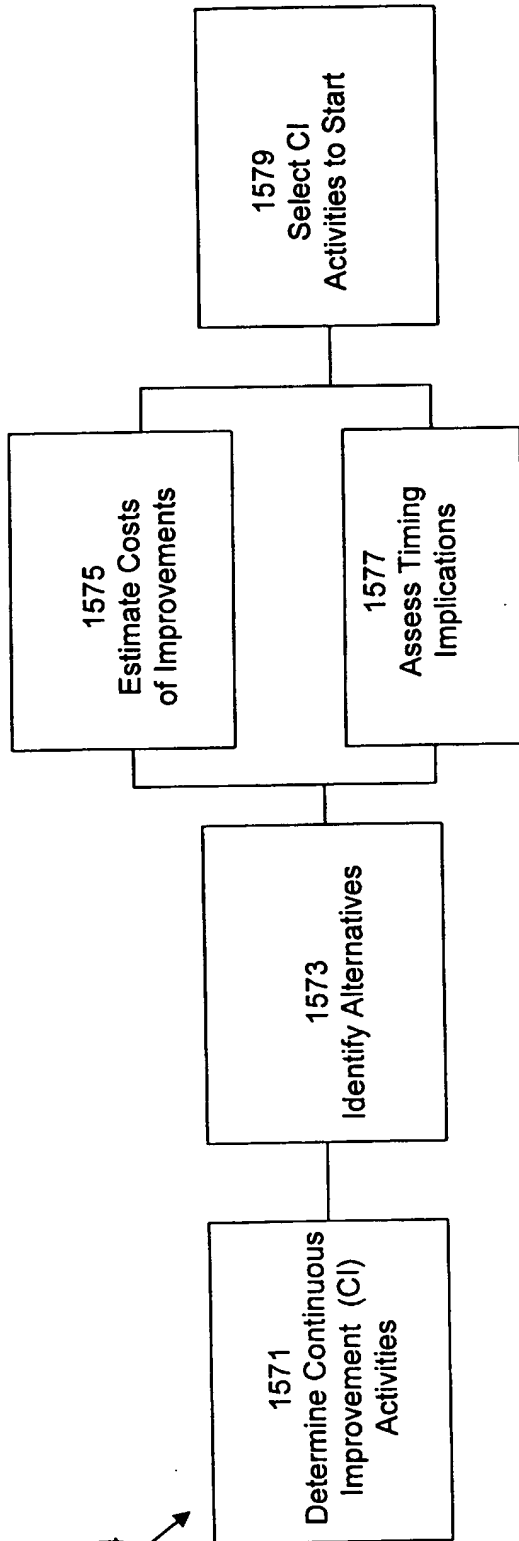 1571
Determine Continuous
Improvement (CI)
Activities
1573
Identify Alternatives
1575
Estimate Costs
of Improvements
1577
Assess Timing
Implications
1579
Select CI
Activities to Start